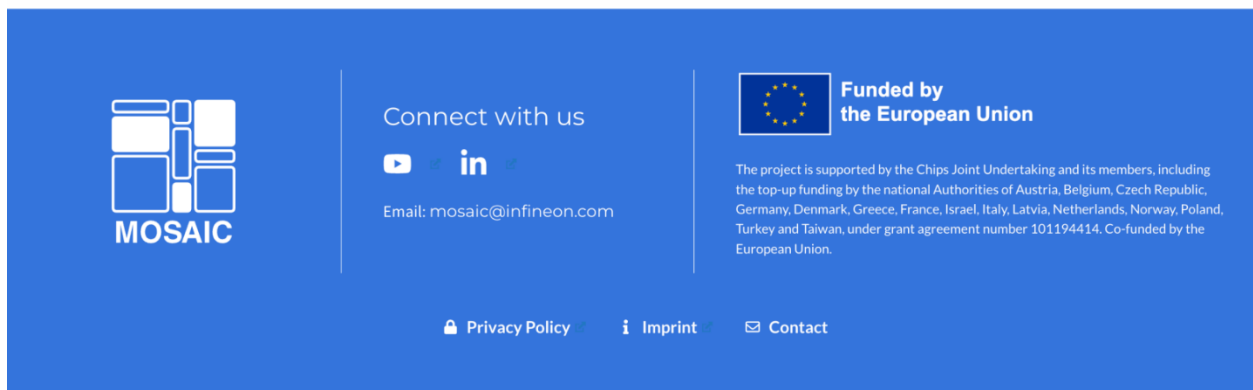 MOSAIC
Connect with us
in
Email: mosaic@infineon.com
Funded by
the European Union
The project is supported by the Chips Joint Undertaking and its members, including
the top-up funding by the national Authorities of Austria, Belgium, Czech Republic,
Germany, Denmark, Greece, France, Israel, Italy, Latvia, Netherlands, Norway, Poland,
Turkey and Taiwan, under grant agreement number 101194414. Co-funded by the
European Union.
Privacy Policy
Imprint
Contact